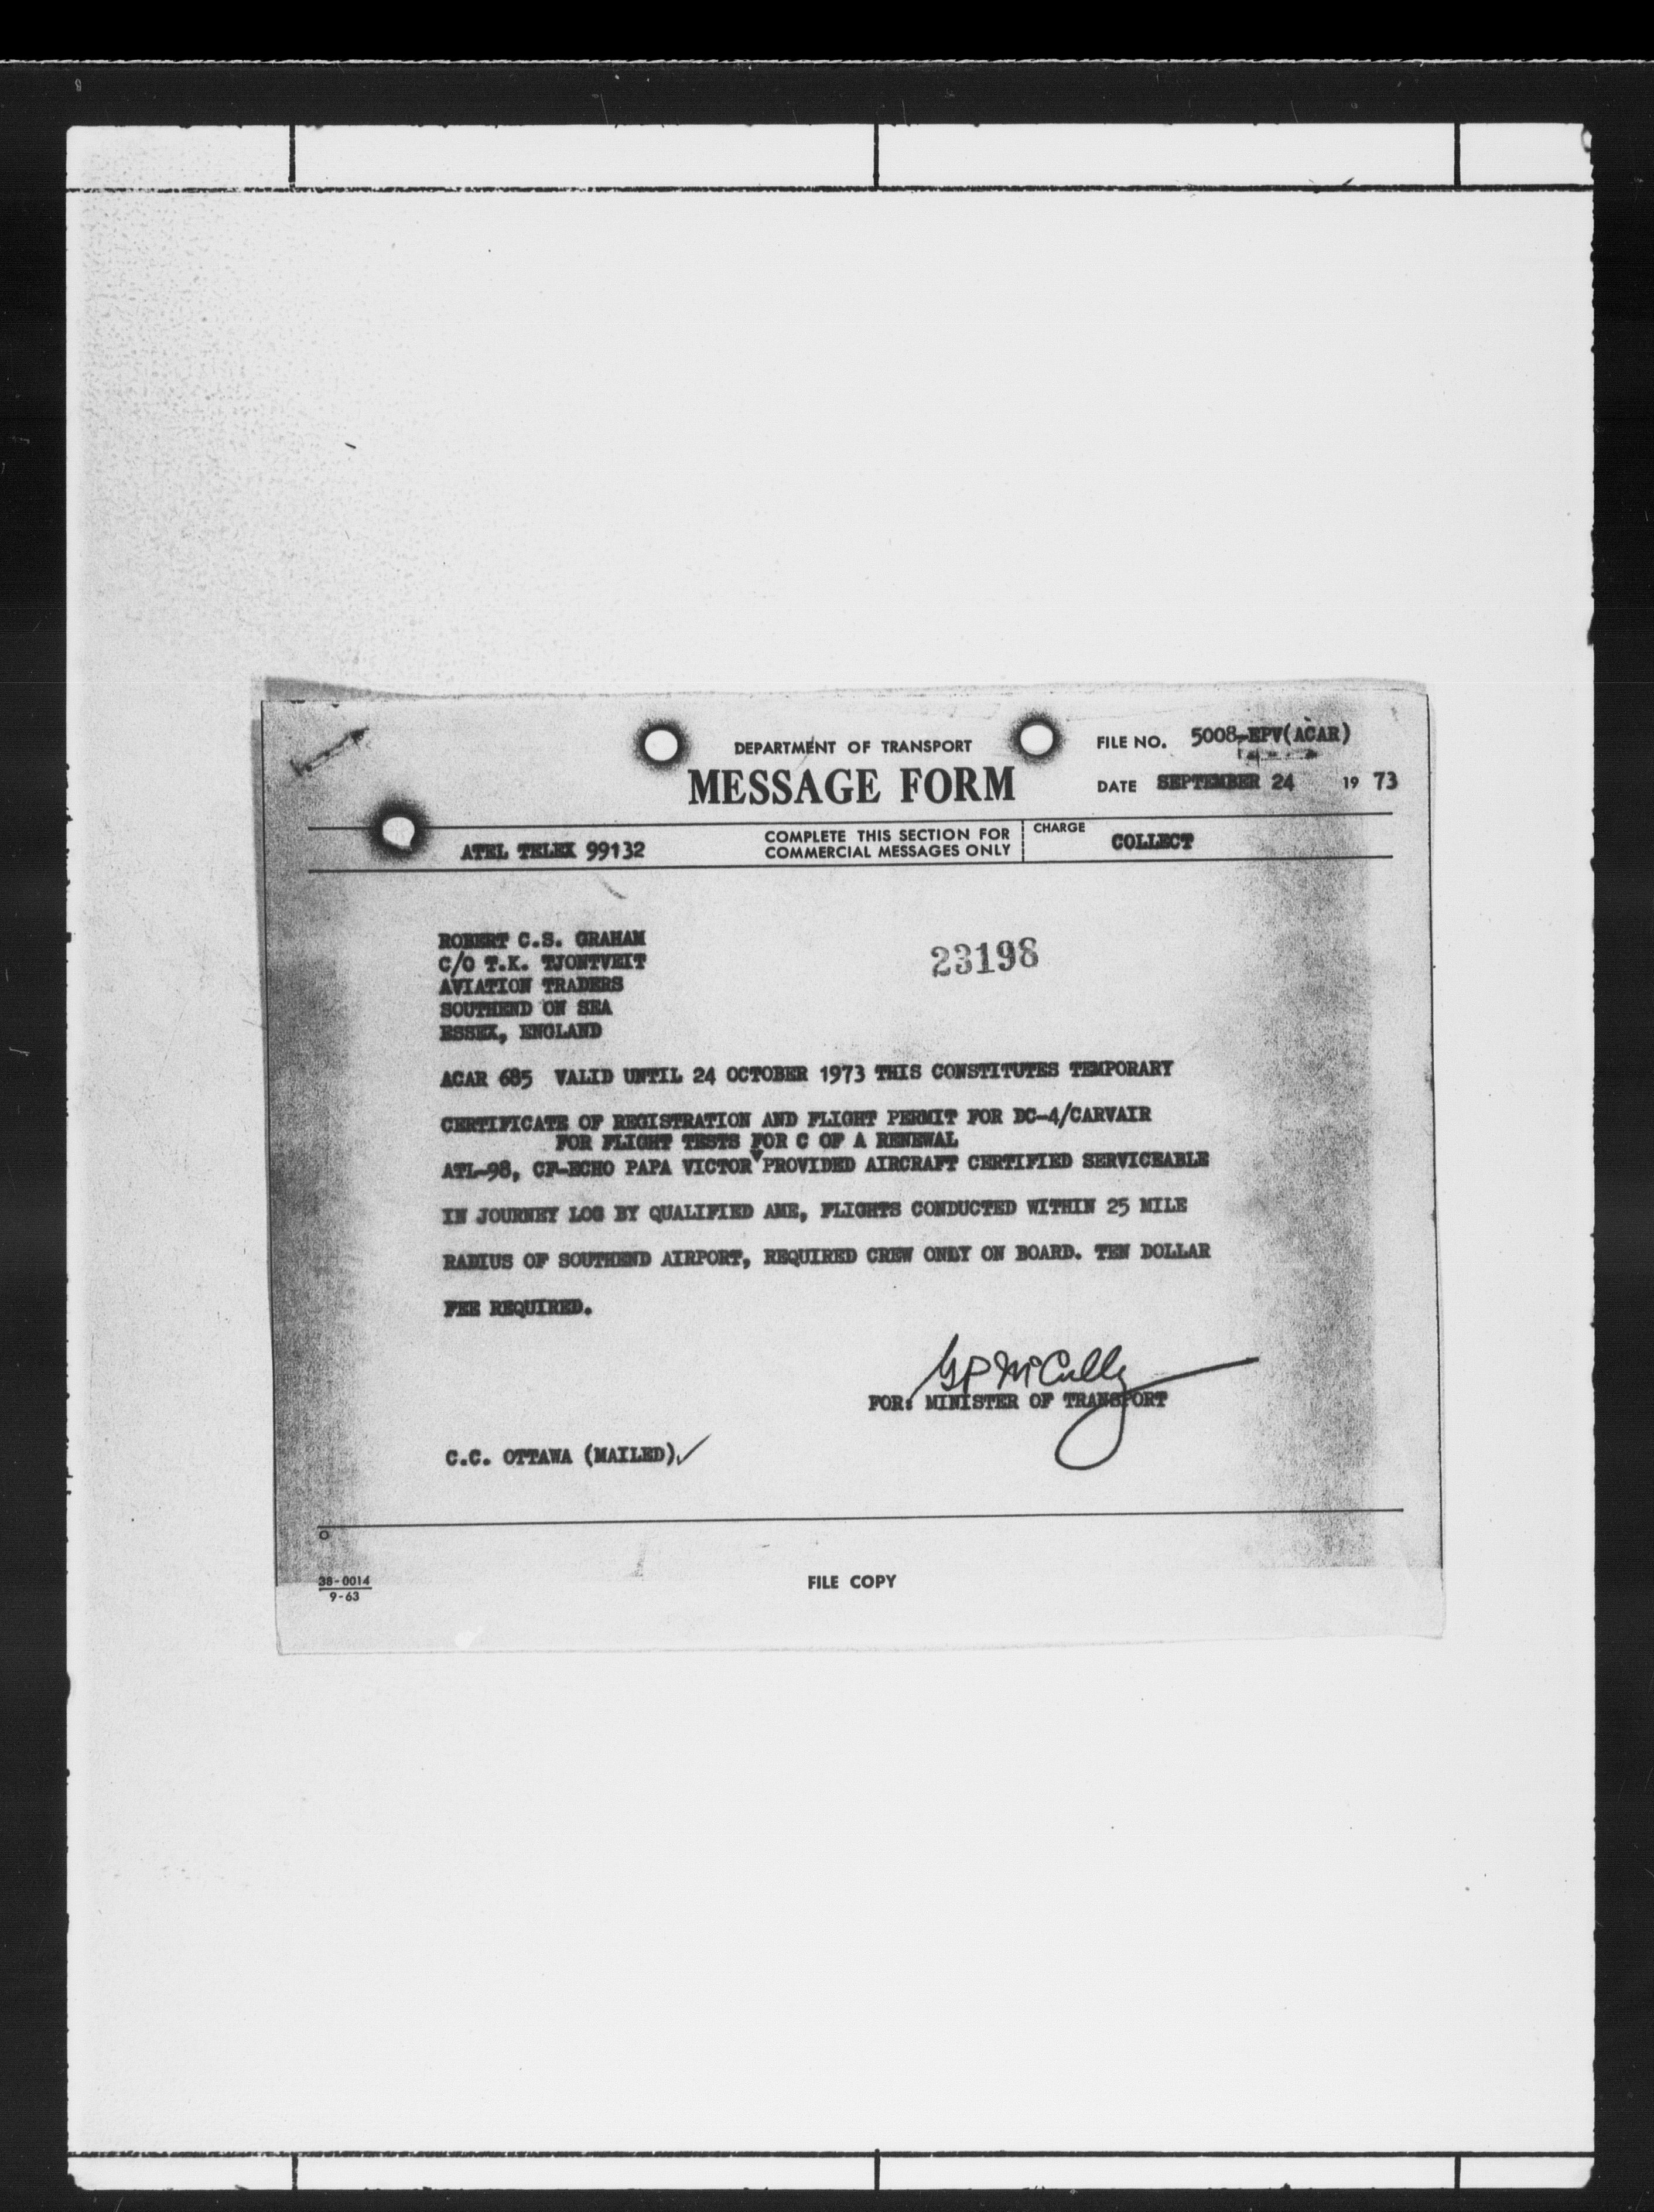 DEPARTMENT OF TRANSPORT
MESSAGE FORM
FILE NO. 5008-EPV(ACAR)
DATE SEPTEMBER 24 19 73
ATEL TELEX 99132
COMPLETE THIS SECTION FOR
COMMERCIAL MESSAGES ONLY
CHARGE
COLLECT
ROBERT C.S. GRAHAM
C/O T.K. TJONTVEIT
AVIATION TRADERS
SOUTHEND ON SEA
ESSEX, ENGLAND
23198
ACAR 685 VALID UNTIL 24 OCTOBER 1973 THIS CONSTITUTES TEMPORARY
CERTIFICATE OF REGISTRATION AND FLIGHT PERMIT FOR DC-4/CARVAIR
FOR FLIGHT TESTS FOR C OF A RENEWAL
ATL-98, CF-ECHO PAPA VICTOR PROVIDED AIRCRAFT CERTIFIED SERVICEABLE
IN JOURNEY LOG BY QUALIFIED AME, FLIGHTS CONDUCTED WITHIN 25 MILE
RADIUS OF SOUTHEND AIRPORT, REQUIRED CREW ONLY ON BOARD. TEN DOLLAR
FEE REQUIRED.
GP McCully
FOR: MINISTER OF TRANSPORT
C.C. OTTAWA (MAILED)✓
38-0014
9-63
FILE COPY